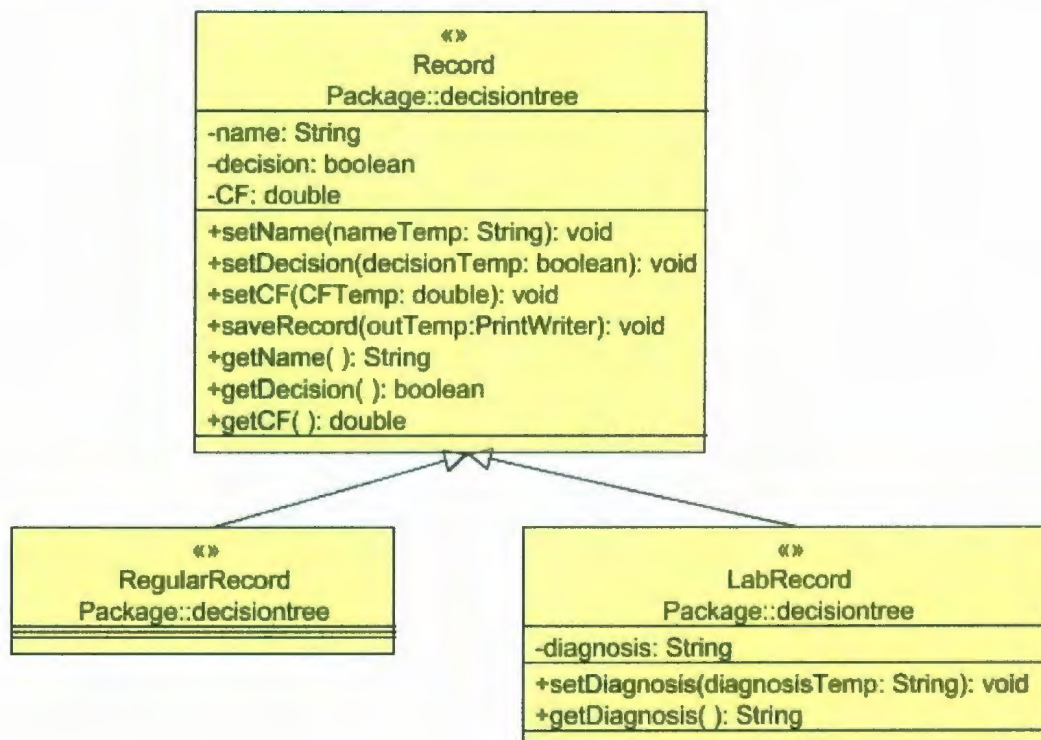 «»
Record
Package::decisiontree
-name: String
-decision: boolean
-CF: double
+setName(nameTemp: String): void
+setDecision(decisionTemp: boolean): void
+setCF(CFTemp: double): void
+saveRecord(outTemp:PrintWriter): void
+getName( ): String
+getDecision( ): boolean
+getCF( ): double
«»
RegularRecord
Package::decisiontree
«»
LabRecord
Package::decisiontree
-diagnosis: String
+setDiagnosis(diagnosisTemp: String): void
+getDiagnosis( ): String